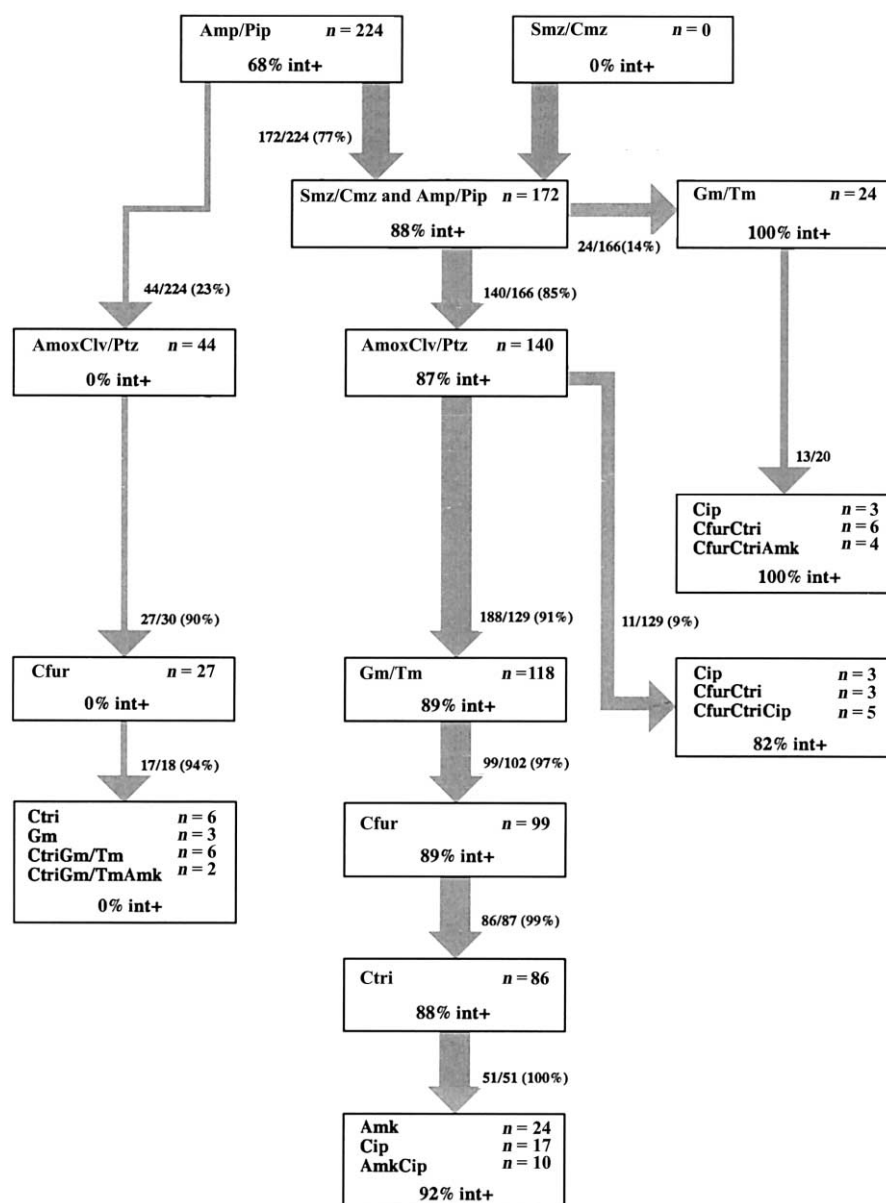 Amp/Pip n = 224
68% int+
Smz/Cmz n = 0
0% int+
172/224 (77%)
Smz/Cmz and Amp/Pip n = 172
88% int+
Gm/Tm n = 24
100% int+
24/166(14%)
44/224 (23%)
140/166 (85%)
AmoxClv/Ptz n = 44
0% int+
AmoxClv/Ptz n = 140
87% int+
13/20
Cip n = 3
CfurCtri n = 6
CfurCtriAmk n = 4
100% int+
27/30 (90%)
188/129 (91%)
11/129 (9%)
Cfur n = 27
0% int+
Gm/Tm n =118
89% int+
Cip n = 3
CfurCtri n = 3
CfurCtriCip n = 5
82% int+
17/18 (94%)
99/102 (97%)
Ctri n = 6
Gm n = 3
CtriGm/Tm n = 6
CtriGm/TmAmk n = 2
0% int+
Cfur n = 99
89% int+
86/87 (99%)
Ctri n = 86
88% int+
51/51 (100%)
Amk n = 24
Cip n = 17
AmkCip n = 10
92% int+